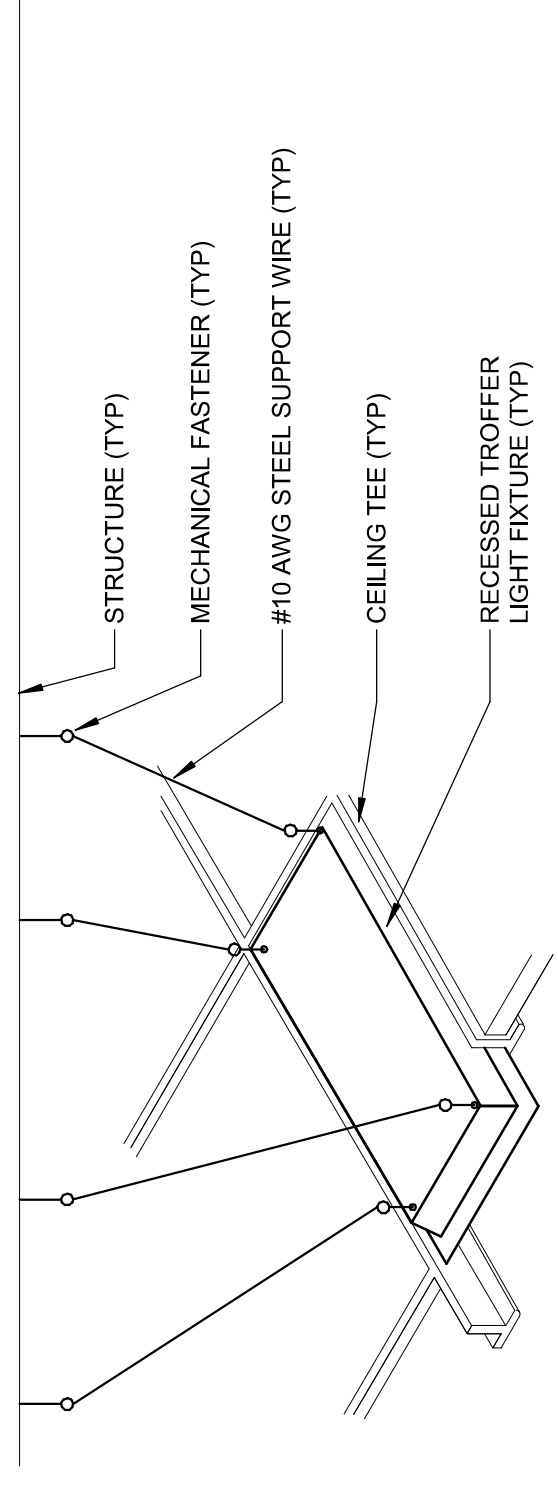 STRUCTURE (TYP)
MECHANICAL FASTENER (TYP)
#10 AWG STEEL SUPPORT WIRE (TYP)
CEILING TEE (TYP)
RECESSED TROFFER
LIGHT FIXTURE (TYP)